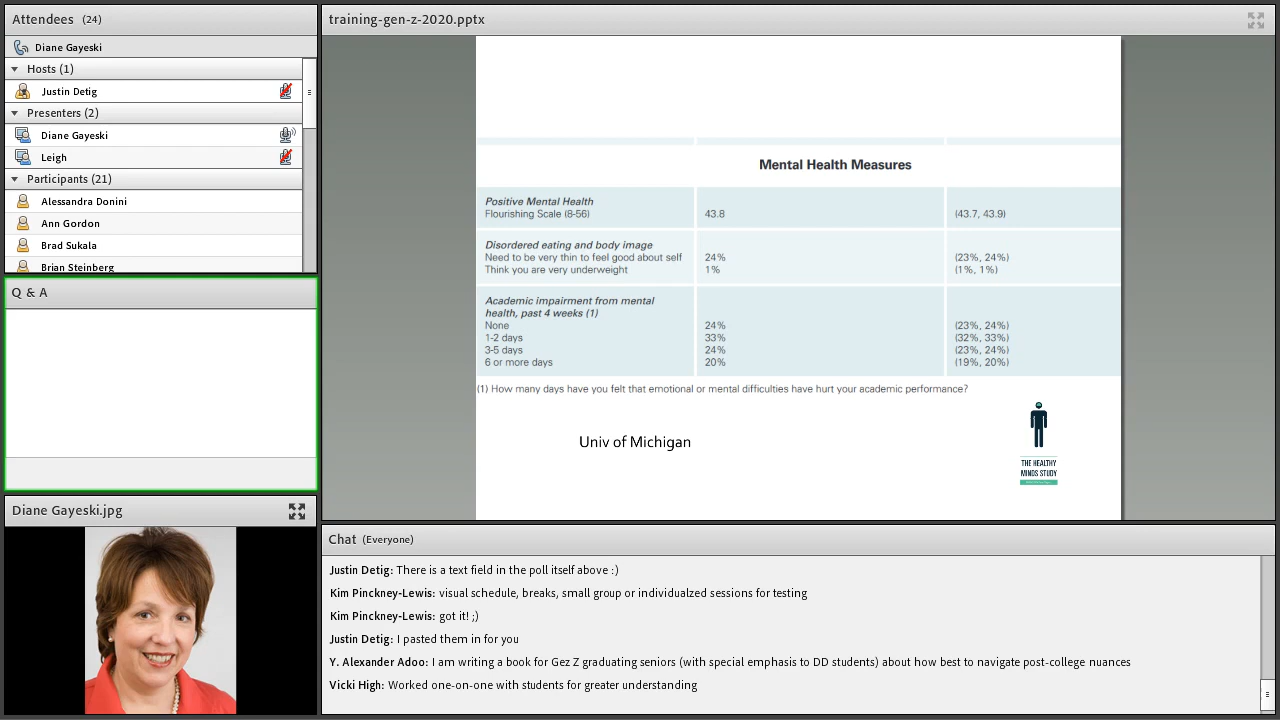 Attendees (24)
Diane Gayeski
Hosts (1)
Justin Detig
Presenters (2)
Diane Gayeski
Leigh
Participants (21)
Alessandra Donini
Ann Gordon
Brad Sukala
Brian Steinberg
Q & A
Diane Gayeski.jpg
training-gen-z-2020.pptx
Mental Health Measures
Positive Mental Health
Flourishing Scale (8-56) 43.8 (43.7, 43.9)
Disordered eating and body image
Need to be very thin to feel good about self 24% (23%, 24%)
Think you are very underweight 1% (1%, 1%)
Academic impairment from mental
health, past 4 weeks (1)
None 24% (23%, 24%)
1-2 days 33% (32%, 33%)
3-5 days 24% (23%, 24%)
6 or more days 20% (19%, 20%)
(1) How many days have you felt that emotional or mental difficulties have hurt your academic performance?
Univ of Michigan
THE HEALTHY
MINDS STUDY
Chat (Everyone)
Justin Detig: There is a text field in the poll itself above :)
Kim Pinckney-Lewis: visual schedule, breaks, small group or individualzed sessions for testing
Kim Pinckney-Lewis: got it! ;)
Justin Detig: I pasted them in for you
Y. Alexander Adoo: I am writing a book for Gez Z graduating seniors (with special emphasis to DD students) about how best to navigate post-college nuances
Vicki High: Worked one-on-one with students for greater understanding